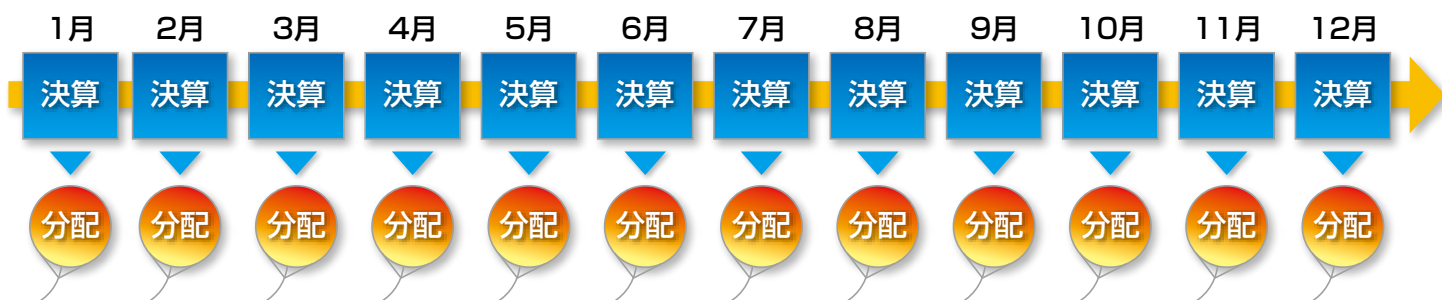 1月 2月 3月 4月 5月 6月 7月 8月 9月 10月 11月 12月
決算 決算 決算 決算 決算 決算 決算 決算 決算 決算 決算 決算
分配 分配 分配 分配 分配 分配 分配 分配 分配 分配 分配 分配